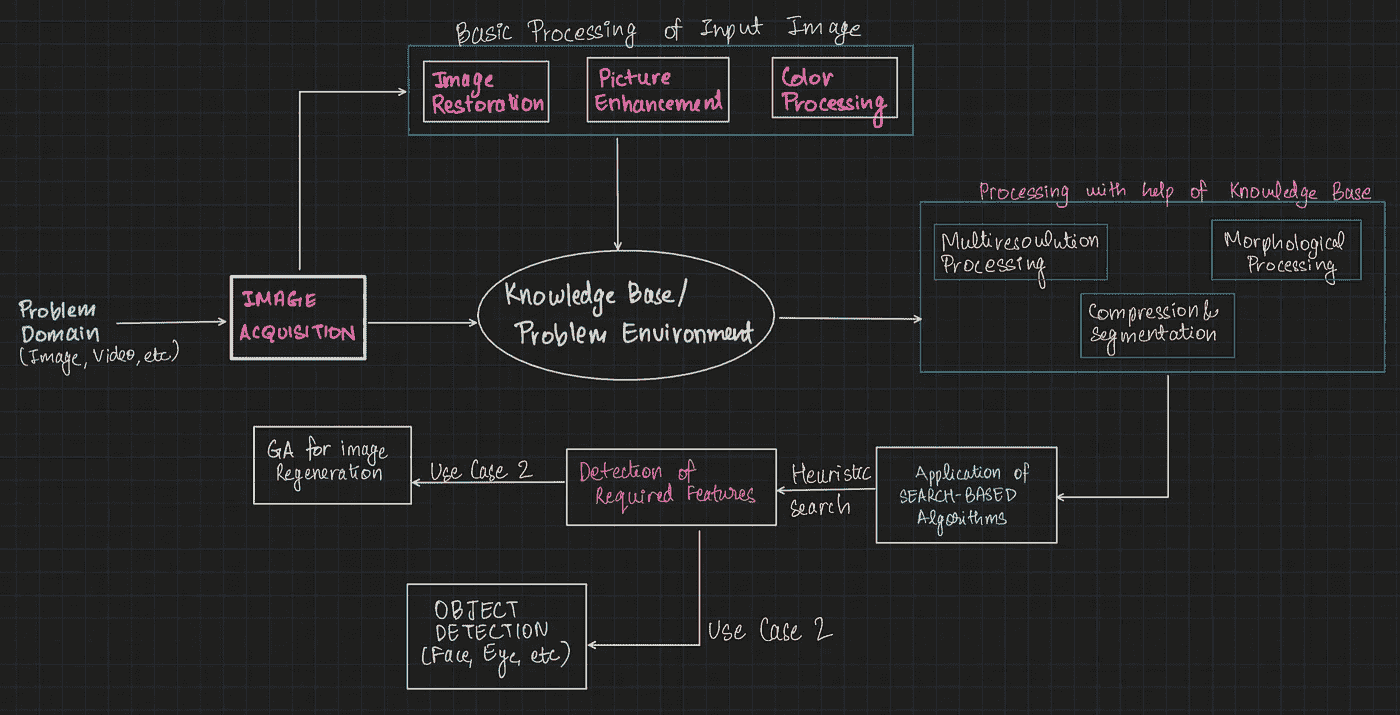 Basic Processing of Input Image
Image
Restoration
Picture
Enhancement
Color
Processing
Processing with help of Knowledge Base
Multiresoulution
Processing
Morphological
Processing
Compression &
segmentation
Problem
Domain
(Image, Video, etc)
IMAGE
ACQUISITION
Knowledge Base/
Problem Environment
GA for image
Regeneration
Use Case 2
Detection of
Required Features
Heuristic
search
Application of
SEARCH-BASED
Algorithms
OBJECT
DETECTION
(Face, Eye, etc)
Use Case 2